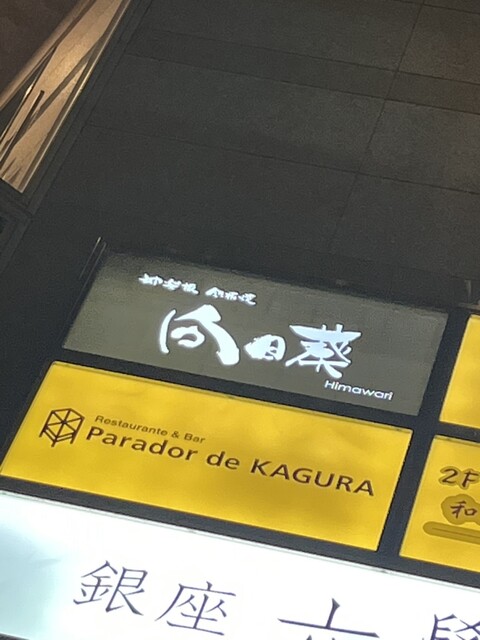 向日葵
Himawari
Restaurante & Bar
Parador de KAGURA
2F
和
銀座